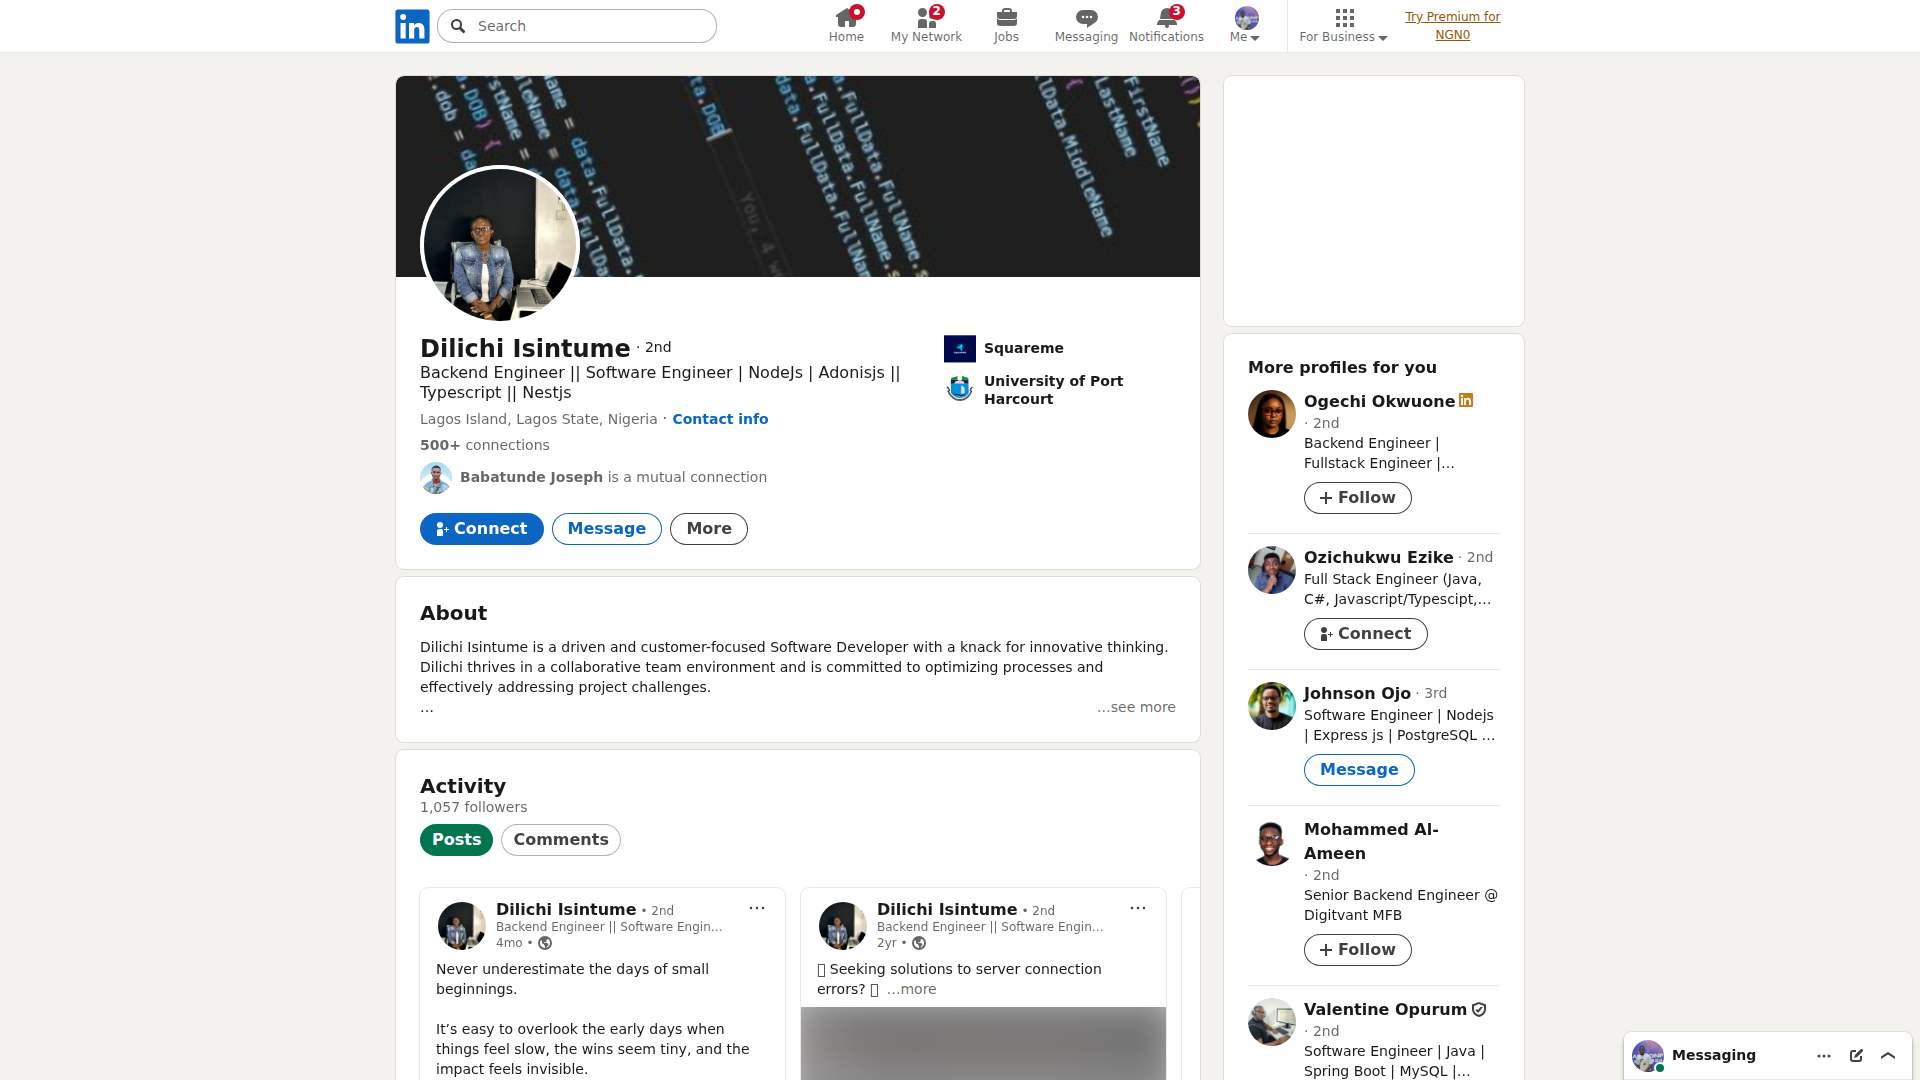 in
Search
Home
2
My Network
Jobs
Messaging
3
Notifications
Me
For Business
Try Premium for
NGN0
Dilichi Isintume · 2nd
Backend Engineer || Software Engineer | NodeJs | Adonisjs ||
Typescript || Nestjs
Lagos Island, Lagos State, Nigeria · Contact info
500+ connections
Babatunde Joseph is a mutual connection
Connect
Message
More
Squareme
University of Port
Harcourt
About
Dilichi Isintume is a driven and customer-focused Software Developer with a knack for innovative thinking.
Dilichi thrives in a collaborative team environment and is committed to optimizing processes and
effectively addressing project challenges.
…
…see more
Activity
1,057 followers
Posts
Comments
Dilichi Isintume • 2nd
Backend Engineer || Software Engin…
4mo •
Never underestimate the days of small
beginnings.
It’s easy to overlook the early days when
things feel slow, the wins seem tiny, and the
impact feels invisible.
Dilichi Isintume • 2nd
Backend Engineer || Software Engin…
2yr •
Seeking solutions to server connection
errors? …more
More profiles for you
Ogechi Okwuone in
· 2nd
Backend Engineer |
Fullstack Engineer |…
Follow
Ozichukwu Ezike · 2nd
Full Stack Engineer (Java,
C#, Javascript/Typescipt,…
Connect
Johnson Ojo · 3rd
Software Engineer | Nodejs
| Express js | PostgreSQL …
Message
Mohammed Al-
Ameen
· 2nd
Senior Backend Engineer @
Digitvant MFB
Follow
Valentine Opurum
· 2nd
Software Engineer | Java |
Spring Boot | MySQL |…
Messaging